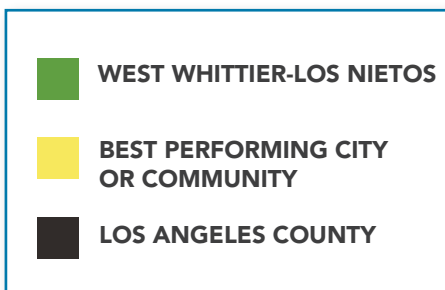 WEST WHITTIER-LOS NIETOS
BEST PERFORMING CITY
OR COMMUNITY
LOS ANGELES COUNTY